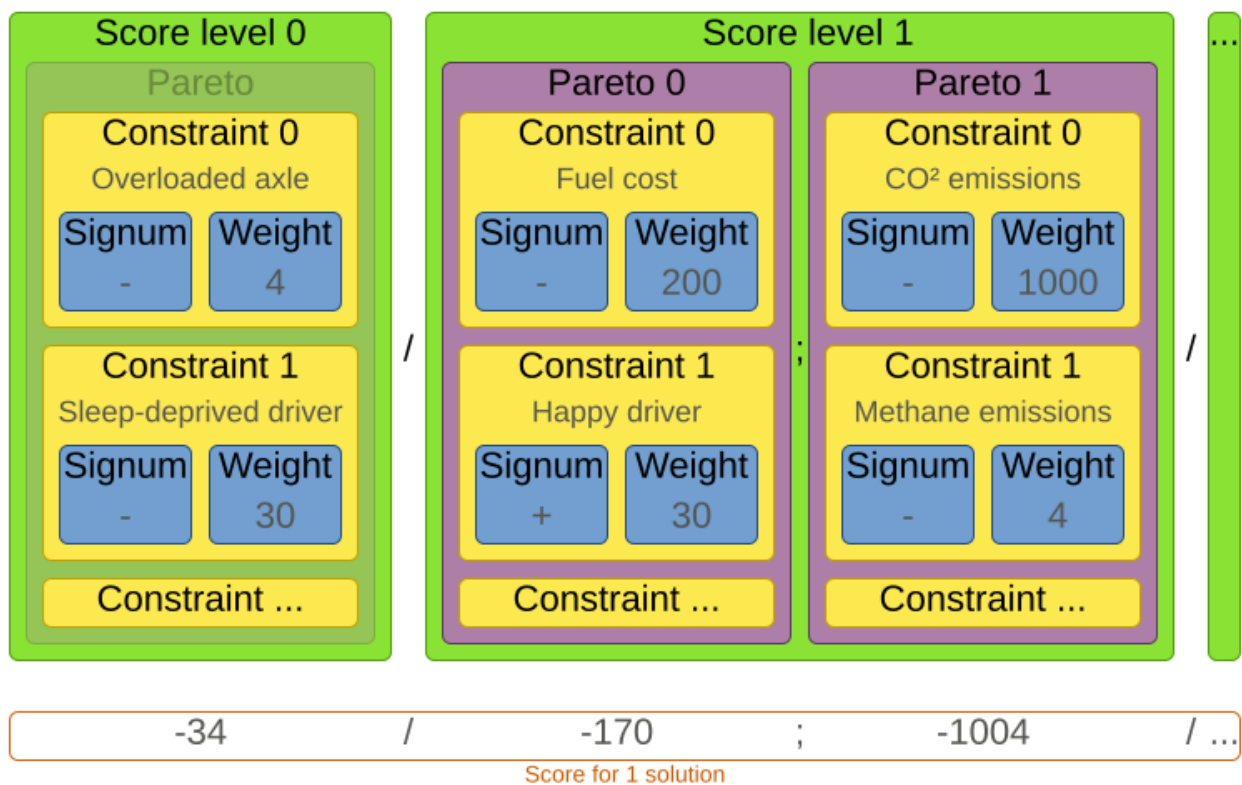 Score level 0
Pareto
Constraint 0
Overloaded axle
Signum
-
Weight
4
Constraint 1
Sleep-deprived driver
Signum
-
Weight
30
Constraint ...
/
Score level 1
Pareto 0
Constraint 0
Fuel cost
Signum
-
Weight
200
Constraint 1
Happy driver
Signum
+
Weight
30
Constraint ...
;
Pareto 1
Constraint 0
CO² emissions
Signum
-
Weight
1000
Constraint 1
Methane emissions
Signum
-
Weight
4
Constraint ...
/
...
-34 / -170 ; -1004 / ...
Score for 1 solution